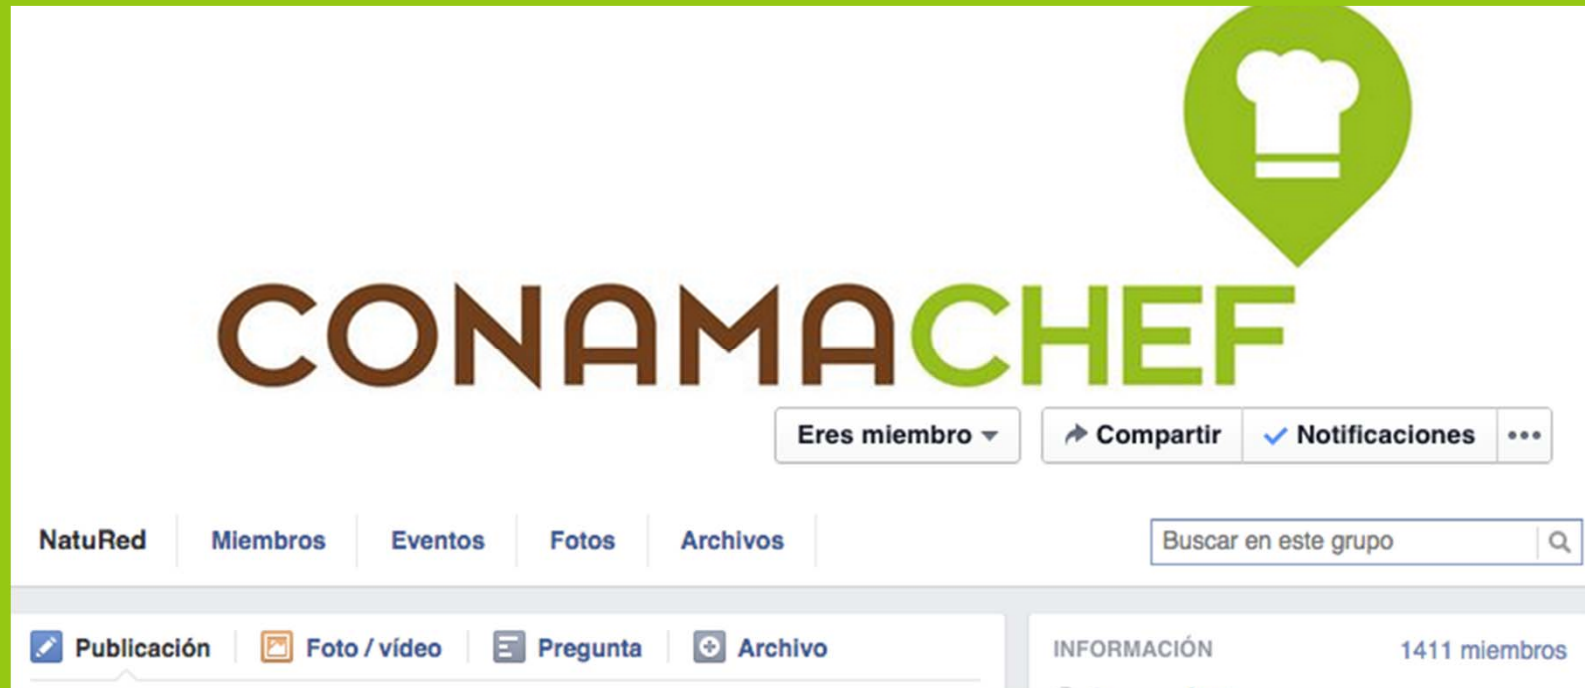 CONAMACHEF
Eres miembro Compartir Notificaciones
NatuRed Miembros Eventos Fotos Archivos Buscar en este grupo
Publicación Foto / vídeo Pregunta Archivo
INFORMACIÓN 1411 miembros